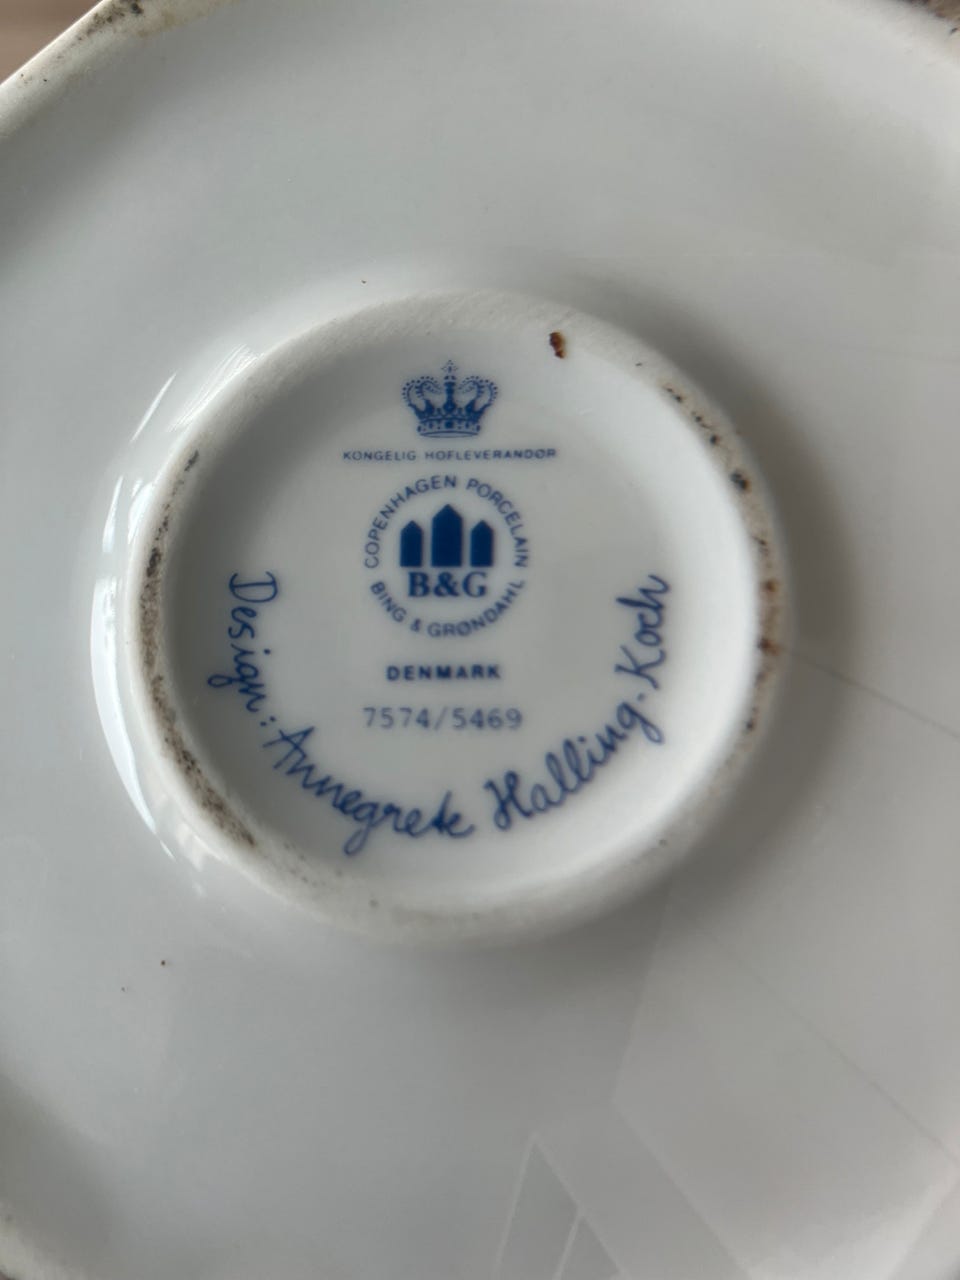 KONGELIG HOFLEVERANDØR
COPENHAGEN PORCELAIN
B&G
BING & GRØNDAHL
DENMARK
7574/5469
Design: Annegrete Halling-Koch